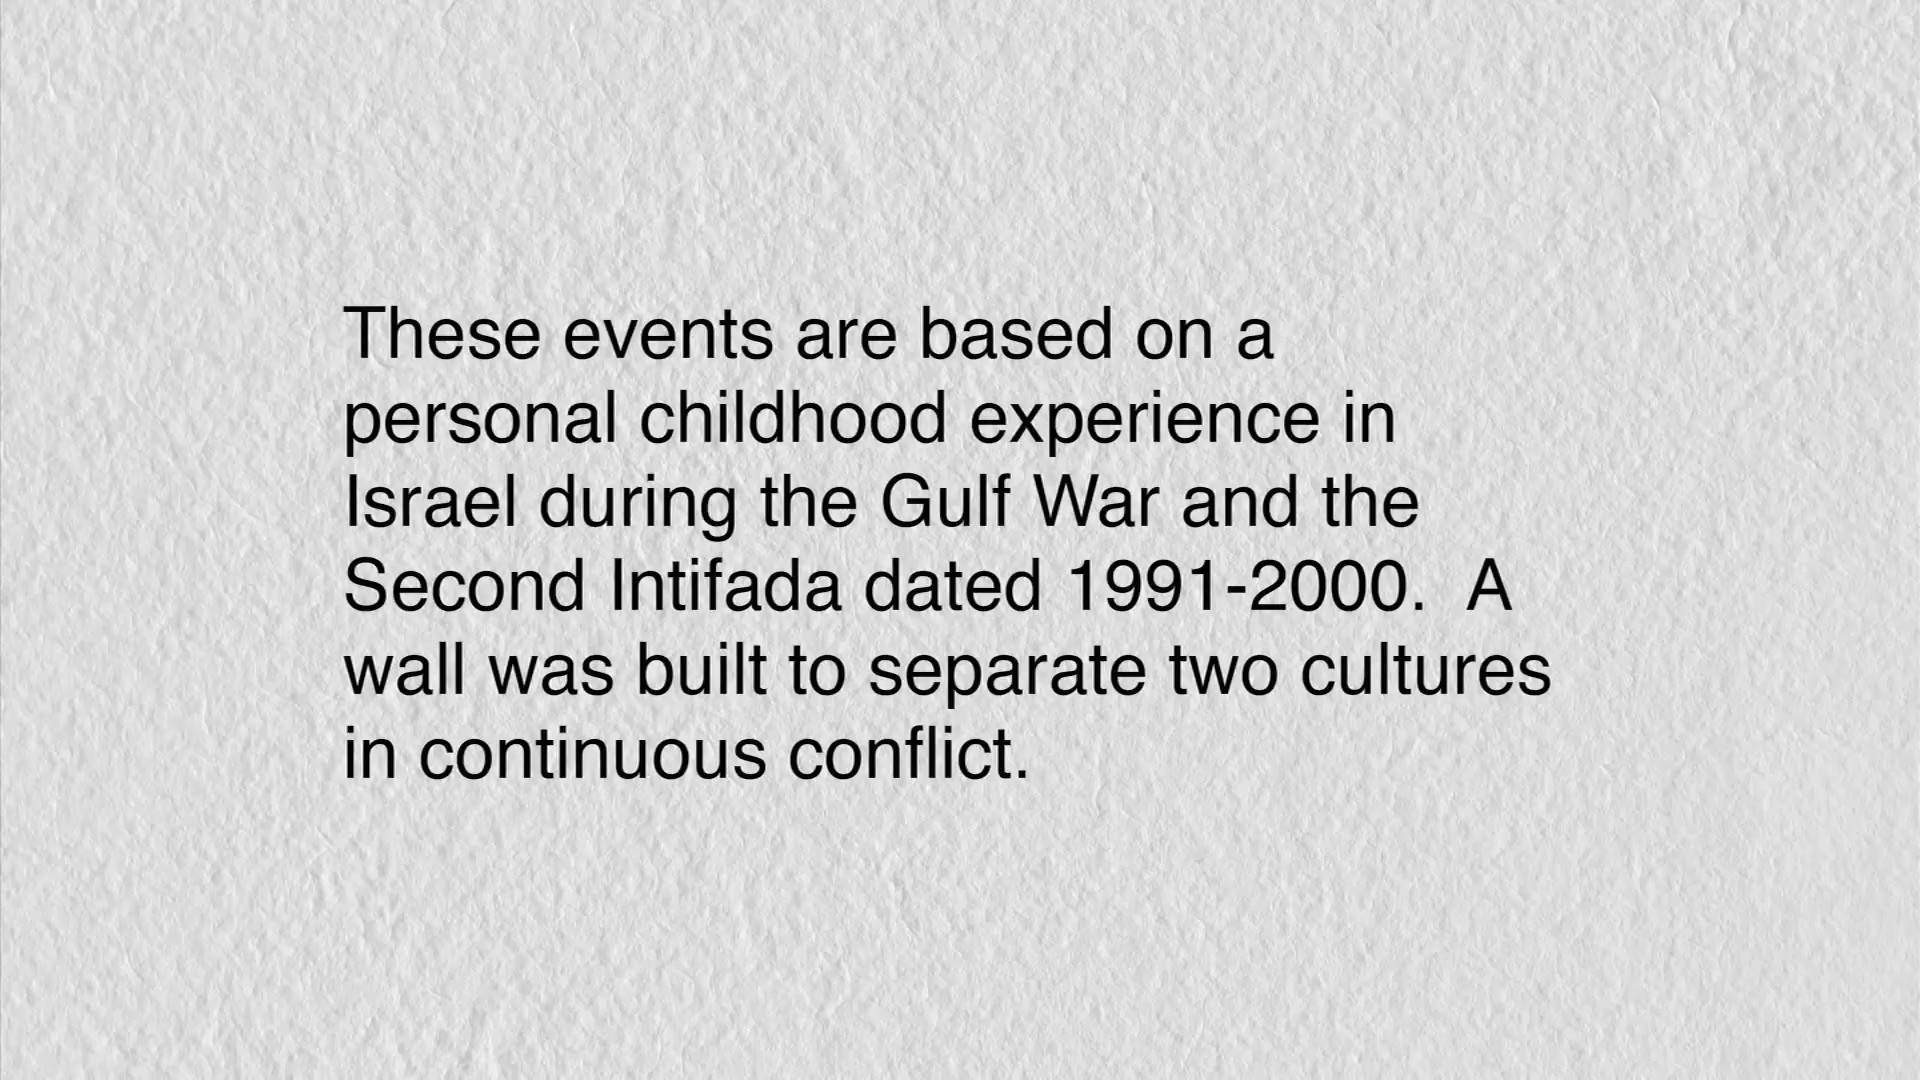 These events are based on a
personal childhood experience in
Israel during the Gulf War and the
Second Intifada dated 1991-2000.  A
wall was built to separate two cultures
in continuous conflict.